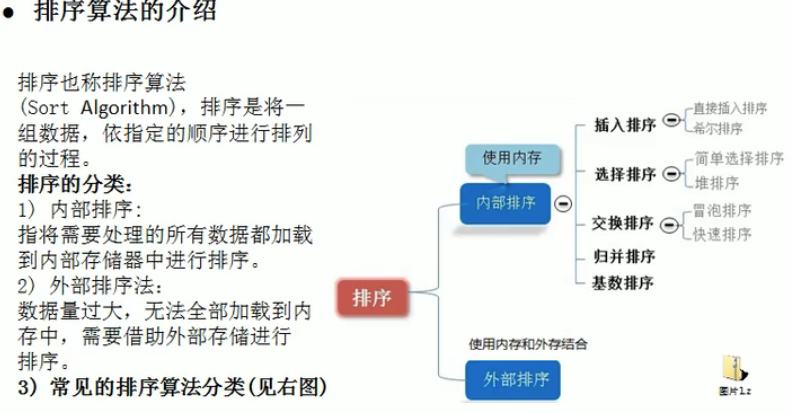 ● 排序算法的介绍
排序也称排序算法
(Sort Algorithm)，排序是将一
组数据，依指定的顺序进行排列
的过程。
排序的分类：
1) 内部排序：
指将需要处理的所有数据都加载
到内部存储器中进行排序。
2) 外部排序法：
数据量过大，无法全部加载到内
存中，需要借助外部存储进行
排序。
3) 常见的排序算法分类(见右图)
排序
使用内存
内部排序
插入排序
直接插入排序
希尔排序
选择排序
简单选择排序
堆排序
交换排序
冒泡排序
快速排序
归并排序
基数排序
使用内存和外存结合
外部排序
图片1z